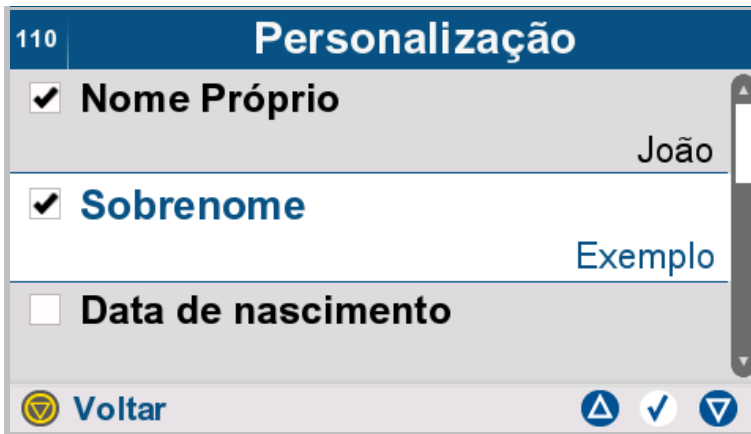 110
Personalização
Nome Próprio
João
Sobrenome
Exemplo
Data de nascimento
Voltar